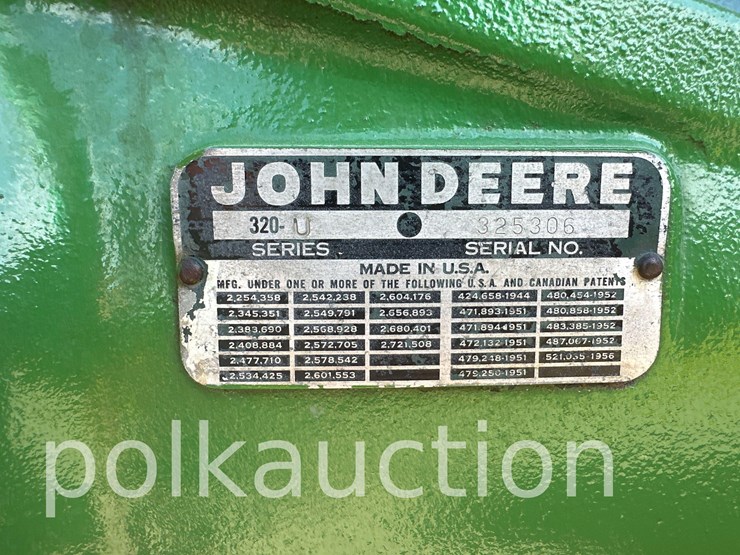 JOHN DEERE
320-U 325306
SERIES SERIAL NO.
MADE IN U.S.A.
MFG. UNDER ONE OR MORE OF THE FOLLOWING U.S.A. AND CANADIAN PATENTS
2,254,358 2,542,238 2,604,176 424,658-1944 480,454-1952
2,345,351 2,549,791 2,656,893 471,893-1951 480,858-1952
2,383,690 2,568,928 2,680,401 471,894-1951 483,385-1952
2,408,884 2,572,705 2,721,508 472,132-1951 487,067-1952
2,477,710 2,578,542 479,248-1951 521,035-1956
2,534,425 2,601,553 479,250-1951
polkauction